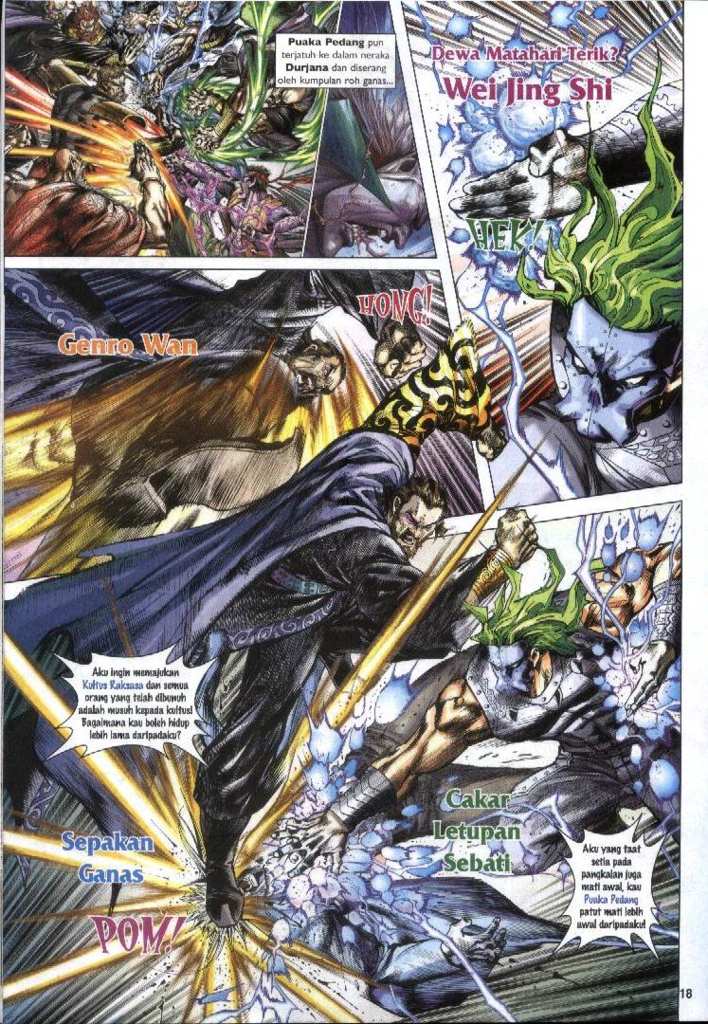 Puaka Pedang pun
terjatuh ke dalam neraka
Durjana dan diserang
oleh kumpulan roh ganas...
Dewa Matahari Terik?
Wei Jing Shi
HEK!
HONG!
Genro Wan
Aku ingin memajukan
Kultus Raksasa dan semua
orang yang telah dibunuh
adalah musuh kepada kultus!
Bagaimana kau boleh hidup
lebih lama daripadaku?
Sepakan
Ganas
POM!
Cakar
Letupan
Sebati
Aku yang taat
setia pada
pangkalan juga
mati awal, kau
Puaka Pedang
patut mati lebih
awal daripadaku!
18